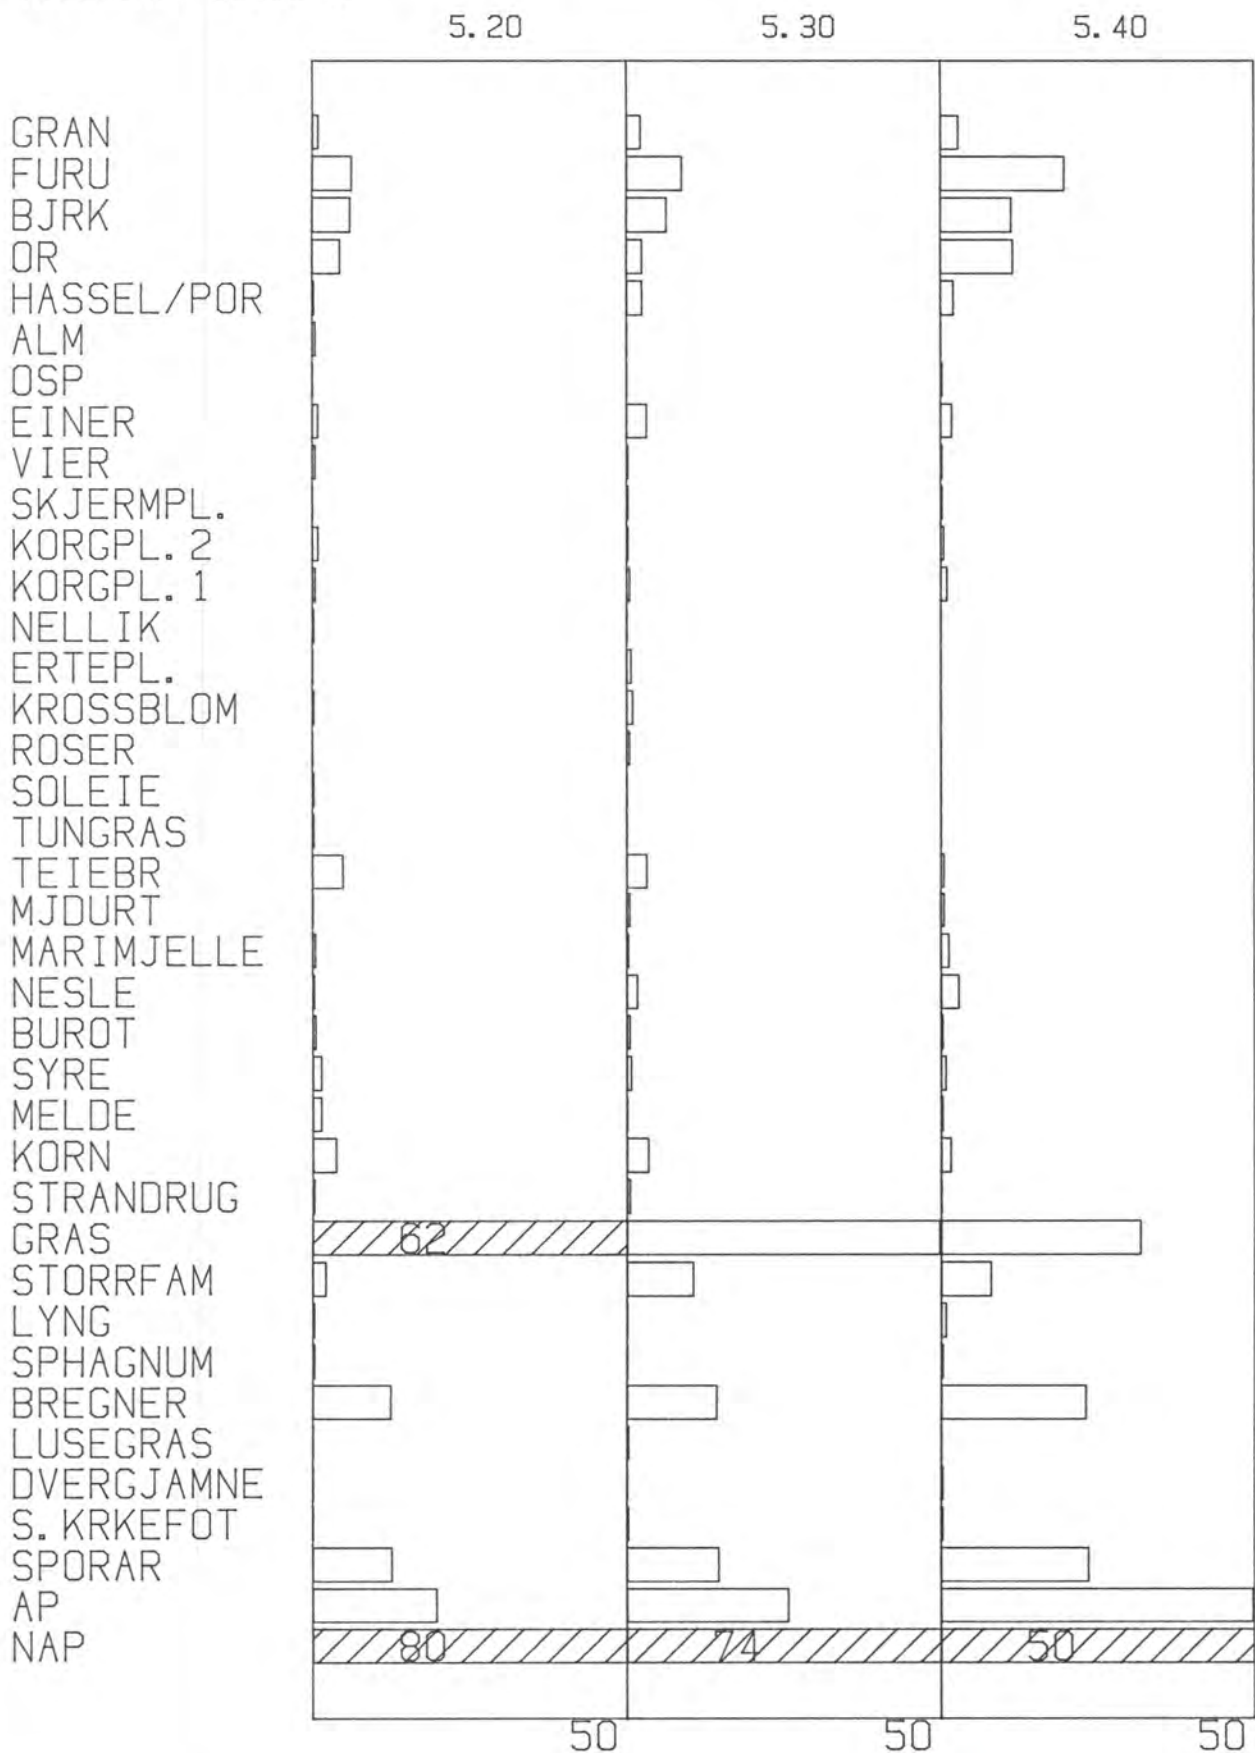 5.20 5.30 5.40
GRAN
FURU
BJRK
OR
HASSEL/POR
ALM
OSP
EINER
VIER
SKJERMPL.
KORGPL. 2
KORGPL. 1
NELLIK
ERTEPL.
KROSSBLOM
ROSER
SOLEIE
TUNGRAS
TEIEBR
MJDURT
MARIMJELLE
NESLE
BUROT
SYRE
MELDE
KORN
STRANDRUG
GRAS 62
STORRFAM
LYNG
SPHAGNUM
BREGNER
LUSEGRAS
DVERGJAMNE
S. KRKEFOT
SPORAR
AP
NAP 80 74 50
50 50 50